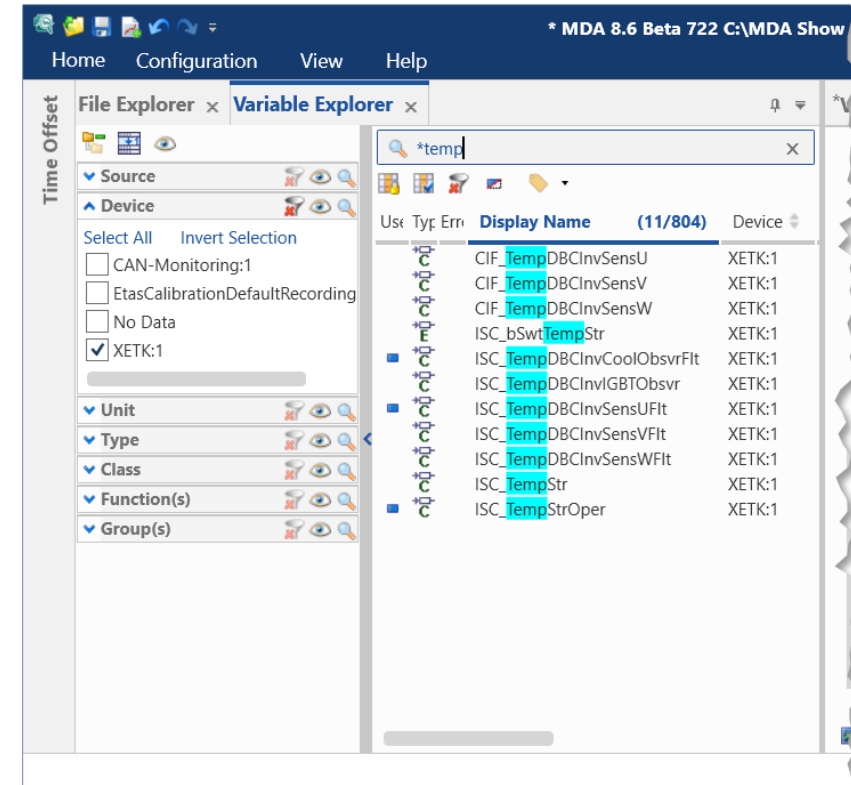 * MDA 8.6 Beta 722 C:\MDA Show
Home Configuration View Help
Time Offset
File Explorer × Variable Explorer ×
*temp
Source
Device
Select All Invert Selection
CAN-Monitoring:1
EtasCalibrationDefaultRecording
No Data
XETK:1
Unit
Type
Class
Function(s)
Group(s)
Use Typ Erro Display Name (11/804) Device
C CIF_TempDBCInvSensU XETK:1
C CIF_TempDBCInvSensV XETK:1
C CIF_TempDBCInvSensW XETK:1
E ISC_bSwtTempStr XETK:1
C ISC_TempDBCInvCoolObsvrFlt XETK:1
C ISC_TempDBCInvIGBTObsvr XETK:1
C ISC_TempDBCInvSensUFlt XETK:1
C ISC_TempDBCInvSensVFlt XETK:1
C ISC_TempDBCInvSensWFlt XETK:1
C ISC_TempStr XETK:1
C ISC_TempStrOper XETK:1